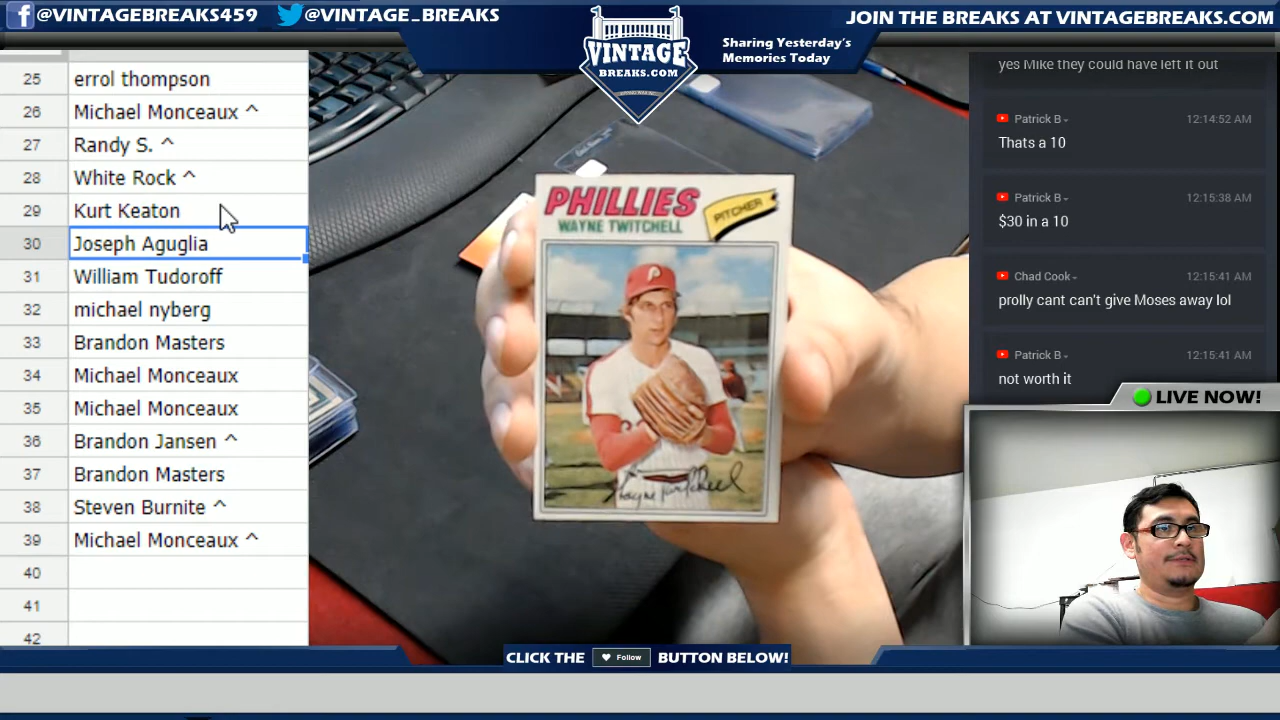 @VINTAGEBREAKS459
@VINTAGE_BREAKS
VINTAGE
BREAKS.COM
Sharing Yesterday's
Memories Today
JOIN THE BREAKS AT VINTAGEBREAKS.COM
25 errol thompson
26 Michael Monceaux ^
27 Randy S. ^
28 White Rock ^
29 Kurt Keaton
30 Joseph Aguglia
31 William Tudoroff
32 michael nyberg
33 Brandon Masters
34 Michael Monceaux
35 Michael Monceaux
36 Brandon Jansen ^
37 Brandon Masters
38 Steven Burnite ^
39 Michael Monceaux ^
40
41
42
PHILLIES
WAYNE TWITCHELL
PITCHER
P
Wayne Twitchell
yes Mike they could have left it out
Patrick B 12:14:52 AM
Thats a 10
Patrick B 12:15:38 AM
$30 in a 10
Chad Cook 12:15:41 AM
prolly cant can't give Moses away lol
Patrick B 12:15:41 AM
not worth it
LIVE NOW!
CLICK THE Follow BUTTON BELOW!